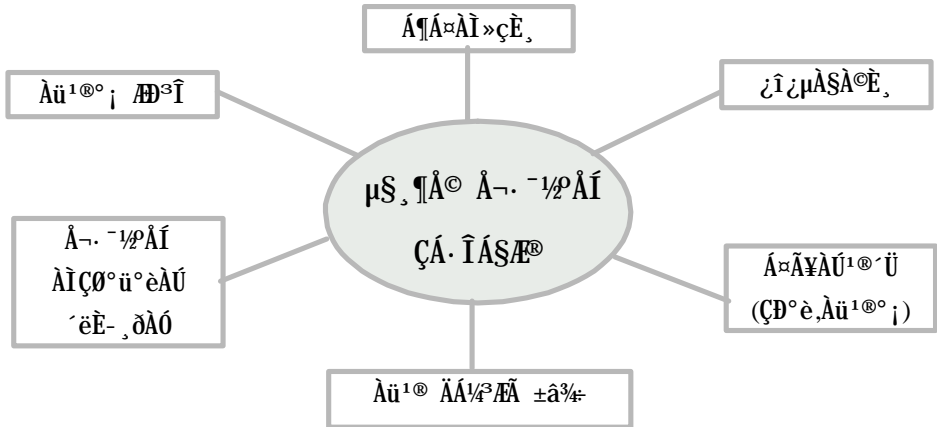 Á¶Á¤ÀÌ»çÈ¸
Àü¹®°¡ ÆÐ³Î
¿î¿µÀ§À©È¸
µ§¸¶Å© Å¬·¯½ºÅÍ
ÇÁ·ÎÁ§Æ®
Å¬·¯½ºÅÍ
ÀÌÇØ°ü°èÀÚ
´ëÈ­¸ðÀÓ
Á¤Ã¥ÀÚ¹®´Ü
(ÇÐ°è,Àü¹®°¡)
Àü¹® ÄÁ¼³ÆÃ ±â¾÷